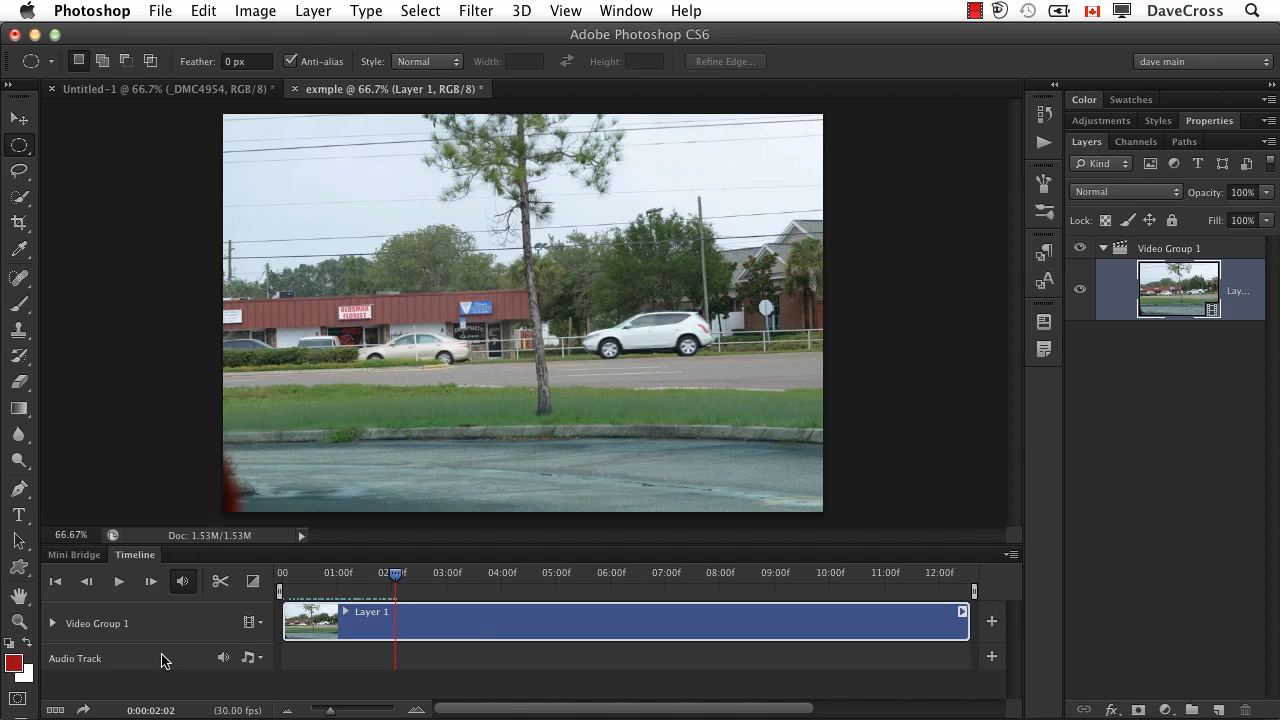 Photoshop File Edit Image Layer Type Select Filter 3D View Window Help DaveCross
Adobe Photoshop CS6
Feather: 0 px Anti-alias Style: Normal Width: Height: Refine Edge... dave main
Untitled-1 @ 66.7% (_DMC4954, RGB/8) * exmple @ 66.7% (Layer 1, RGB/8) *
Color Swatches
Adjustments Styles Properties
Layers Channels Paths
Kind
Normal Opacity: 100%
Lock: Fill: 100%
Video Group 1
Lay...
OLDSMAR
FLORIST
66.67% Doc: 1.53M/1.53M
Mini Bridge Timeline
00 01:00f 02 03:00f 04:00f 05:00f 06:00f 07:00f 08:00f 09:00f 10:00f 11:00f 12:00f
Layer 1
Video Group 1
Audio Track
0:00:02:02 (30.00 fps)